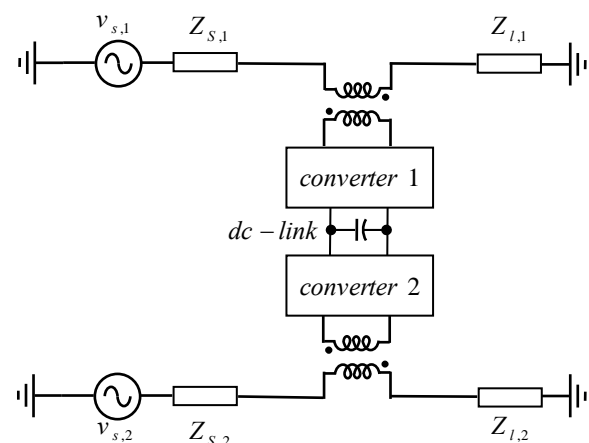 v_{s,1}
Z_{S,1}
Z_{l,1}
converter 1
dc – link
converter 2
v_{s,2}
Z_{S,2}
Z_{l,2}